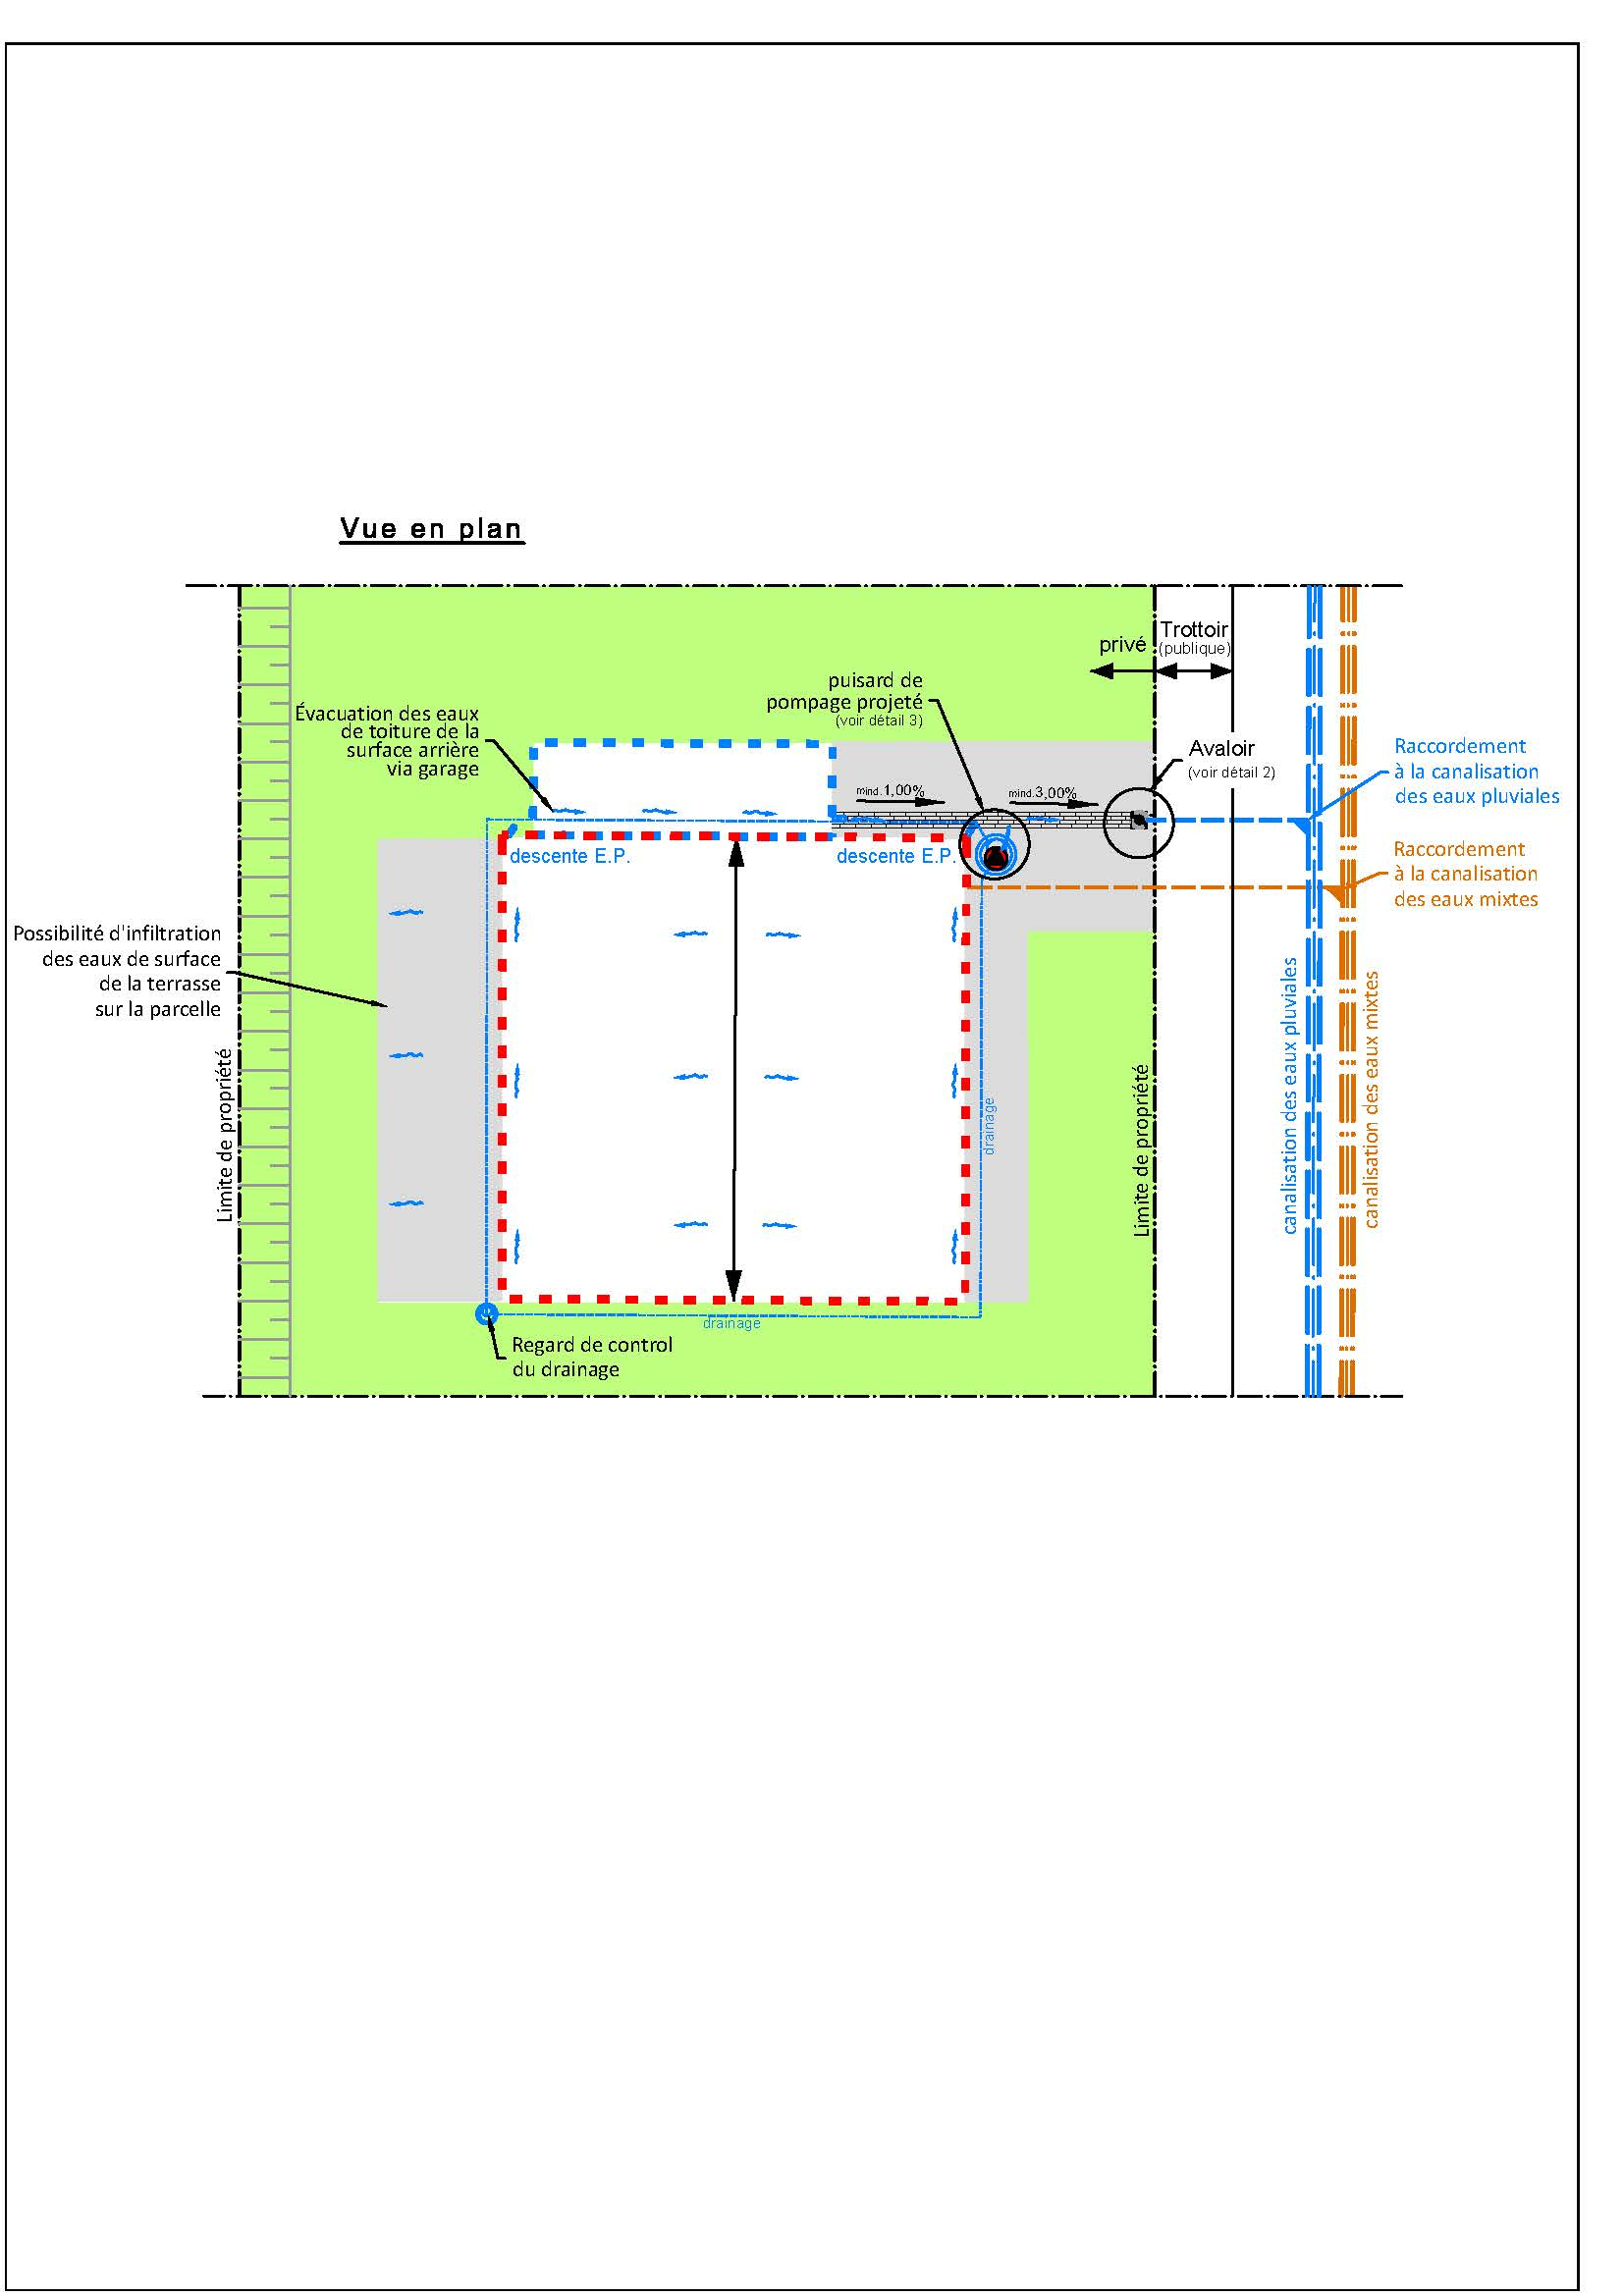 Vue en plan
privé
Trottoir
(publique)
puisard de
pompage projeté
(voir détail 3)
Évacuation des eaux
de toiture de la
surface arrière
via garage
Avaloir
(voir détail 2)
Raccordement
à la canalisation
des eaux pluviales
mind.1,00%
mind.3,00%
descente E.P.
descente E.P.
Raccordement
à la canalisation
des eaux mixtes
Possibilité d'infiltration
des eaux de surface
de la terrasse
sur la parcelle
Limite de propriété
drainage
Limite de propriété
canalisation des eaux pluviales
canalisation des eaux mixtes
drainage
Regard de control
du drainage